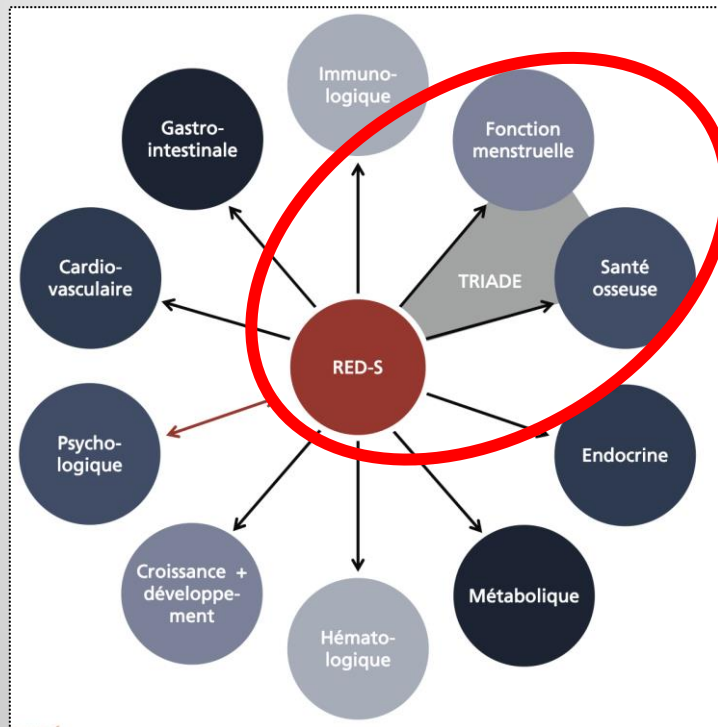 Immuno-
logique
Fonction
menstruelle
Gastro-
intestinale
Cardio-
vasculaire
TRIADE
Santé
osseuse
RED-S
Psycho-
logique
Endocrine
Croissance +
développe-
ment
Métabolique
Hémato-
logique